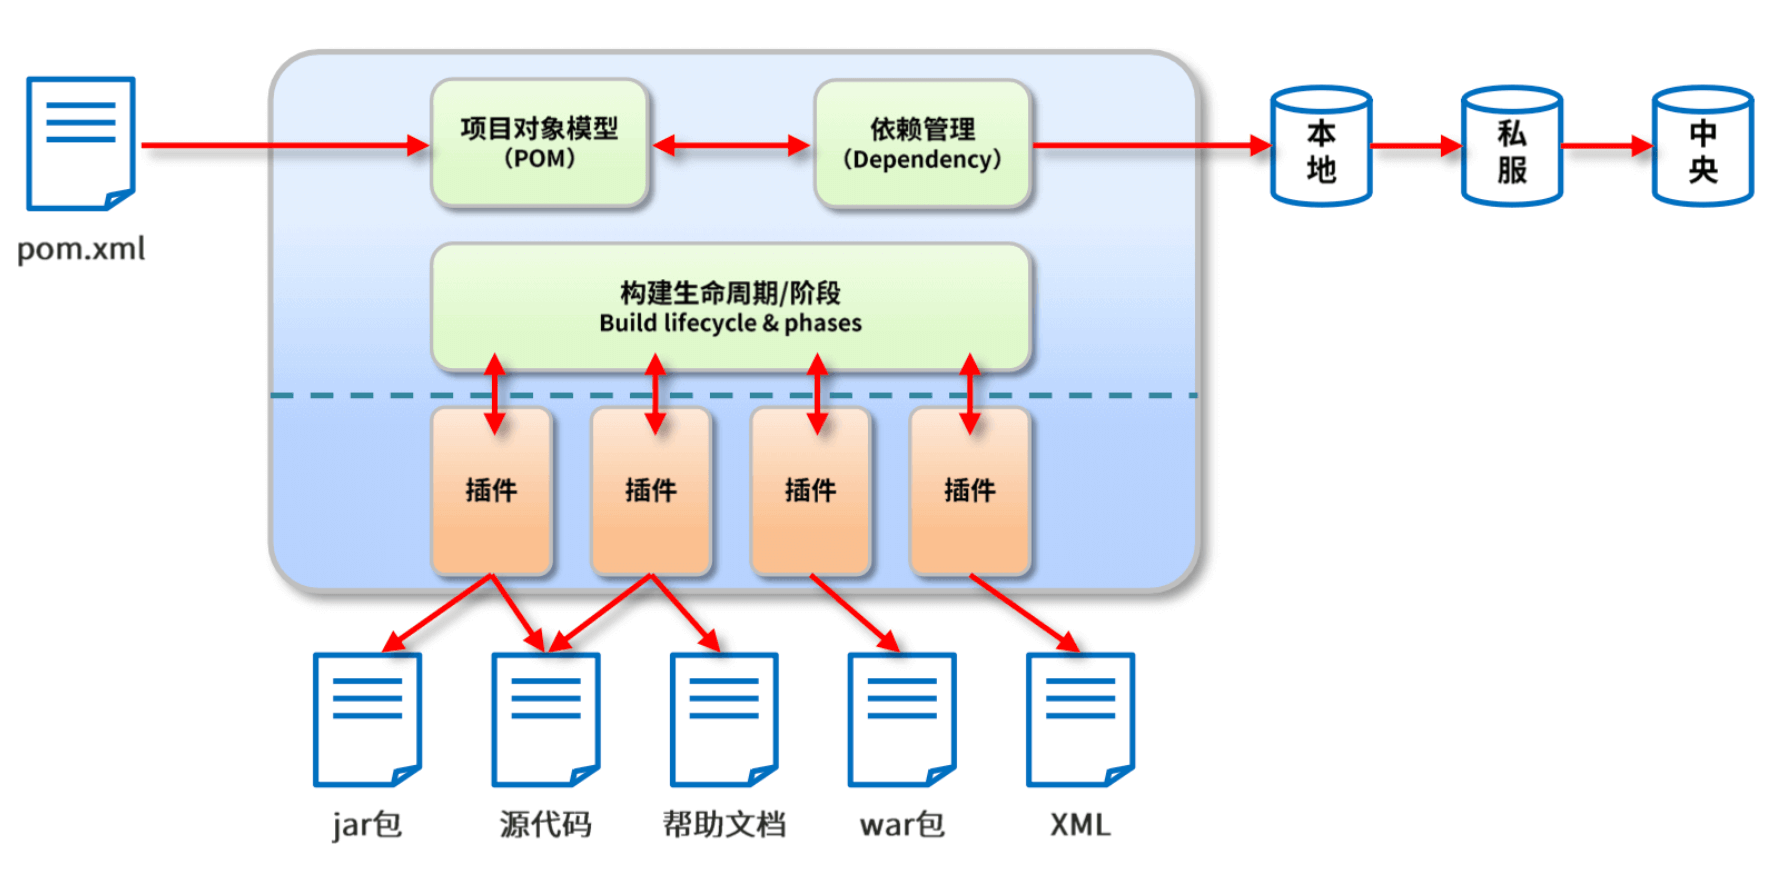 pom.xml
项目对象模型
（POM）
依赖管理
（Dependency）
本
地
私
服
中
央
构建生命周期/阶段
Build lifecycle & phases
插件
插件
插件
插件
jar包
源代码
帮助文档
war包
XML